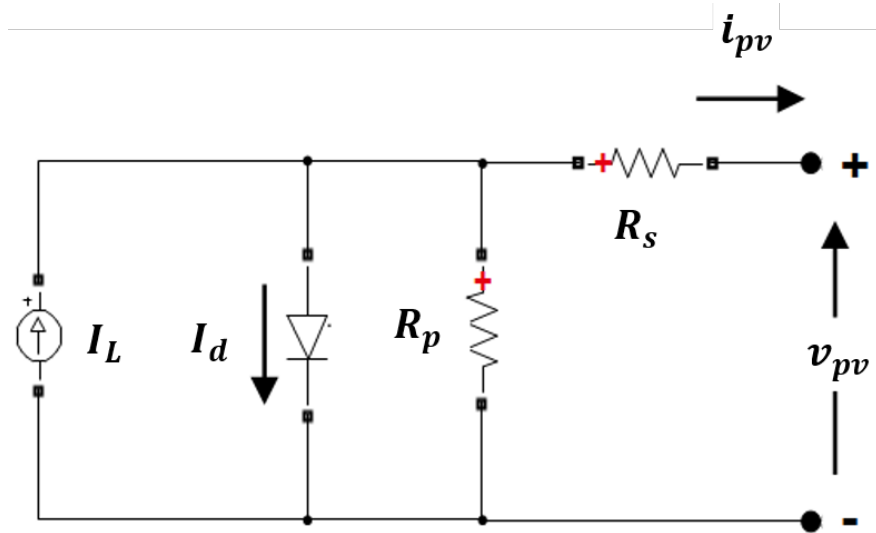 i_pv
+
R_s
+
+
+
I_L
I_d
R_p
v_pv
-